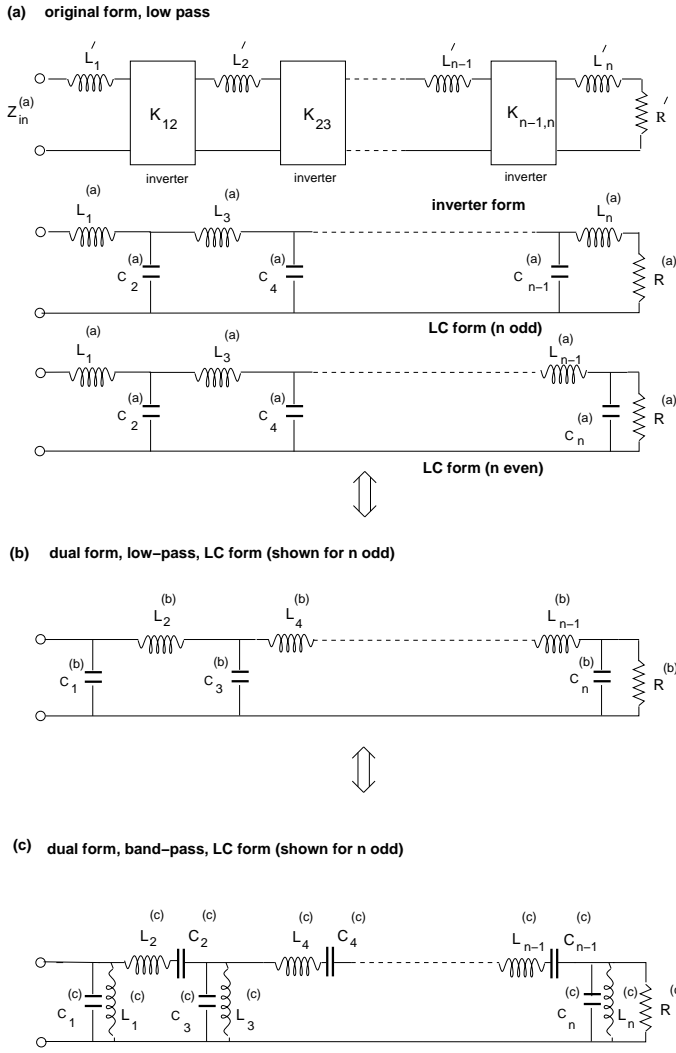 (a) original form, low pass
L′1 L′2 L′n−1 L′n
Z(a)in K12 K23 Kn−1,n R′
inverter inverter inverter
inverter form
L1(a) L3(a) Ln(a)
C2(a) C4(a) Cn−1(a) R(a)
LC form (n odd)
L1(a) L3(a) Ln−1(a)
C2(a) C4(a) Cn(a) R(a)
LC form (n even)
(b) dual form, low−pass, LC form (shown for n odd)
L2(b) L4(b) Ln−1(b)
C1(b) C3(b) Cn(b) R(b)
(c) dual form, band−pass, LC form (shown for n odd)
L2(c) C2(c) L4(c) C4(c) Ln−1(c) Cn−1(c)
C1(c) L1(c) C3(c) L3(c) Cn(c) Ln(c) R(c